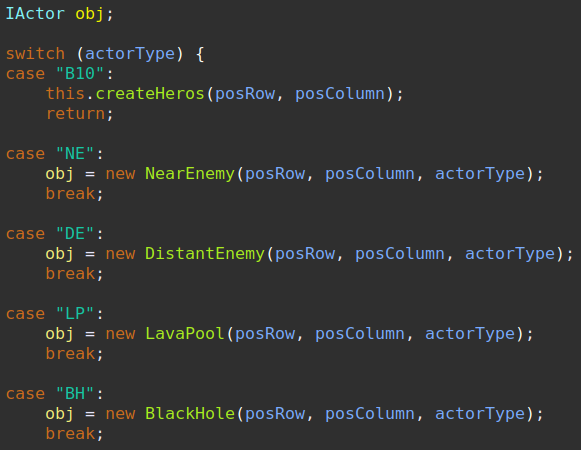 IActor obj;

switch (actorType) {
case "B10":
    this.createHeros(posRow, posColumn);
    return;

case "NE":
    obj = new NearEnemy(posRow, posColumn, actorType);
    break;

case "DE":
    obj = new DistantEnemy(posRow, posColumn, actorType);
    break;

case "LP":
    obj = new LavaPool(posRow, posColumn, actorType);
    break;

case "BH":
    obj = new BlackHole(posRow, posColumn, actorType);
    break;